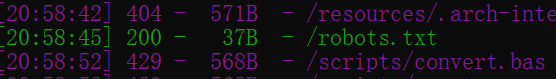 [20:58:42] 404 -   571B  - /resources/.arch-inte
[20:58:45] 200 -    37B  - /robots.txt
[20:58:52] 429 -   568B  - /scripts/convert.bas